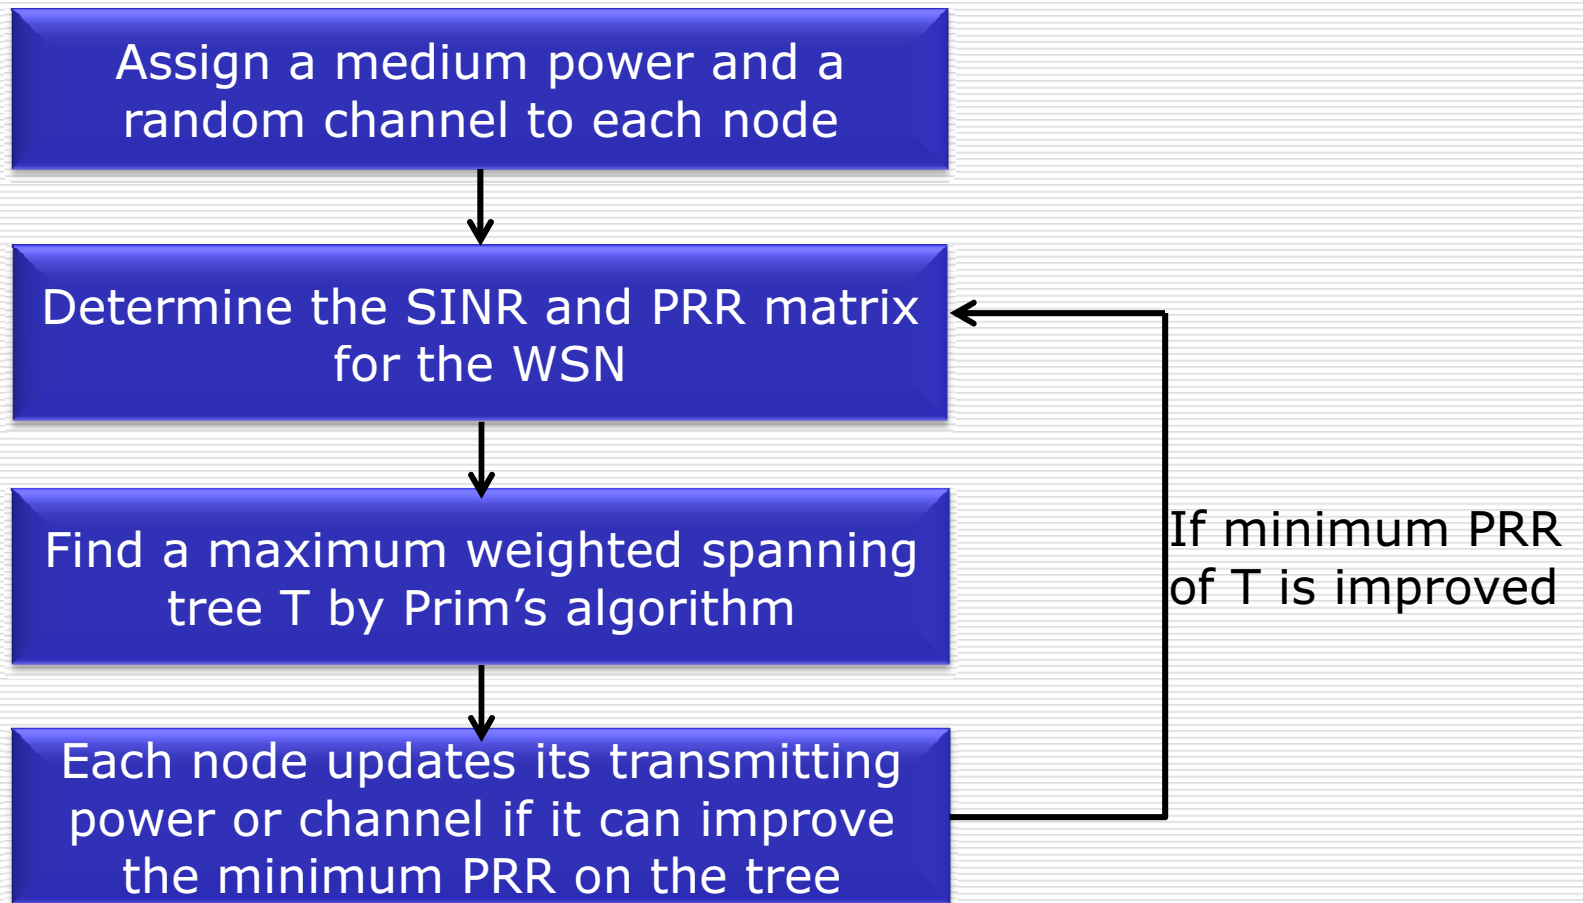 Assign a medium power and a
random channel to each node
Determine the SINR and PRR matrix
for the WSN
Find a maximum weighted spanning
tree T by Prim’s algorithm
If minimum PRR
of T is improved
Each node updates its transmitting
power or channel if it can improve
the minimum PRR on the tree